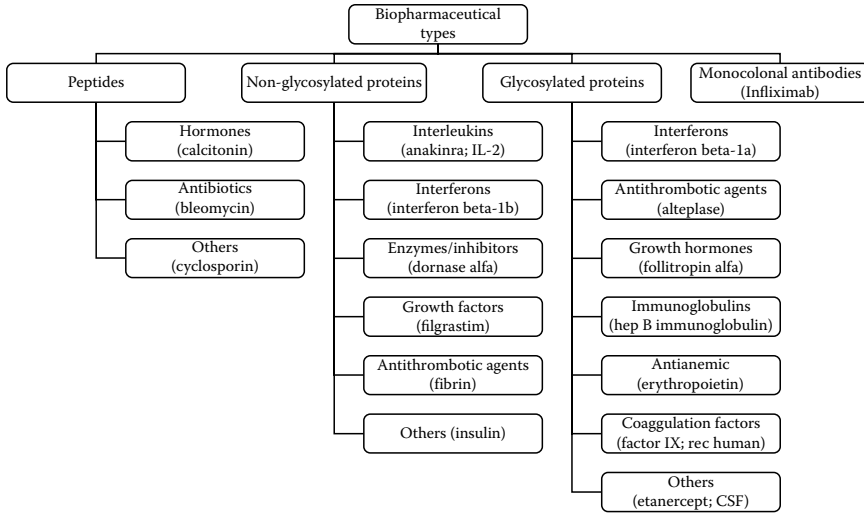 Biopharmaceutical
types
Peptides
Non-glycosylated proteins
Glycosylated proteins
Monocolonal antibodies
(Infliximab)
Hormones
(calcitonin)
Antibiotics
(bleomycin)
Others
(cyclosporin)
Interleukins
(anakinra; IL-2)
Interferons
(interferon beta-1b)
Enzymes/inhibitors
(dornase alfa)
Growth factors
(filgrastim)
Antithrombotic agents
(fibrin)
Others (insulin)
Interferons
(interferon beta-1a)
Antithrombotic agents
(alteplase)
Growth hormones
(follitropin alfa)
Immunoglobulins
(hep B immunoglobulin)
Antianemic
(erythropoietin)
Coaggulation factors
(factor IX; rec human)
Others
(etanercept; CSF)